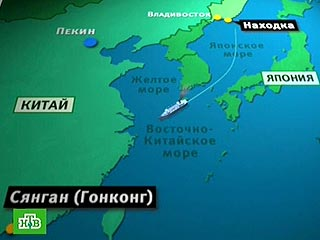 Владивосток
Находка
Пекин
Японское
море
Желтое
море
ЯПОНИЯ
КИТАЙ
Восточно-
Китайское
море
Сянган (Гонконг)
НТВ